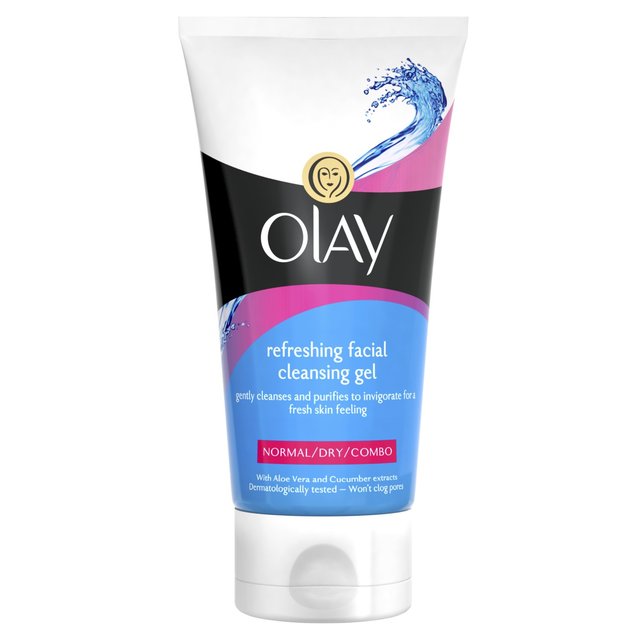 OLAY
refreshing facial
cleansing gel
gently cleanses and purifies to invigorate for a
fresh skin feeling
NORMAL/DRY/COMBO
With Aloe Vera and Cucumber extracts
Dermatologically tested – Won't clog pores